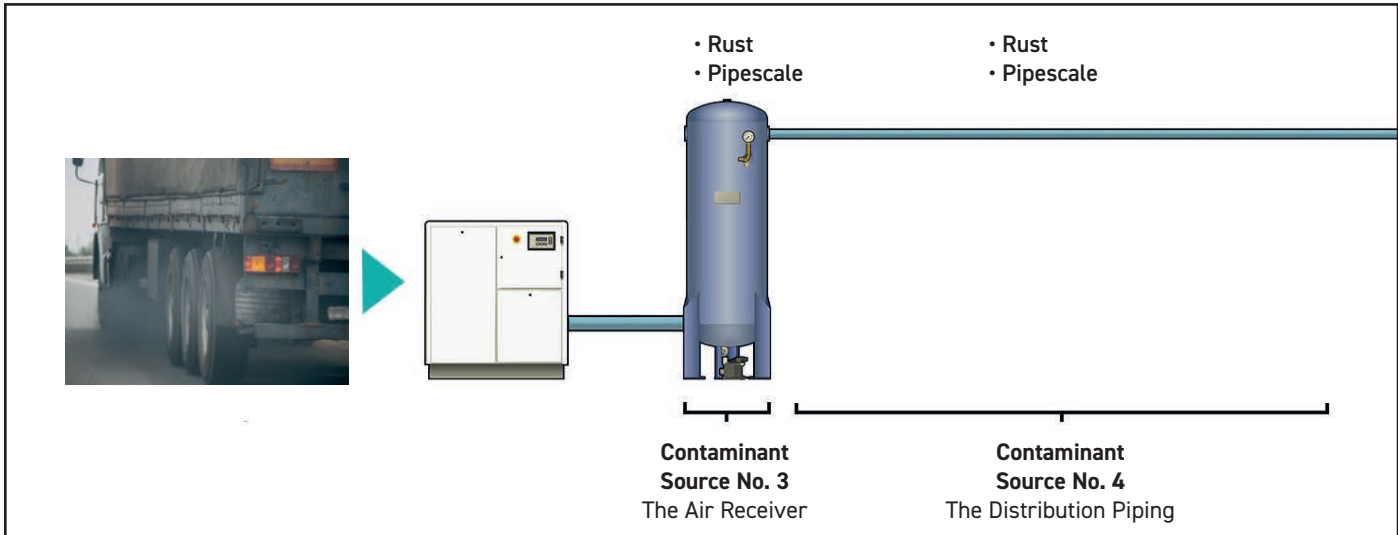 • Rust
• Pipescale
• Rust
• Pipescale
Contaminant
Source No. 3
The Air Receiver
Contaminant
Source No. 4
The Distribution Piping